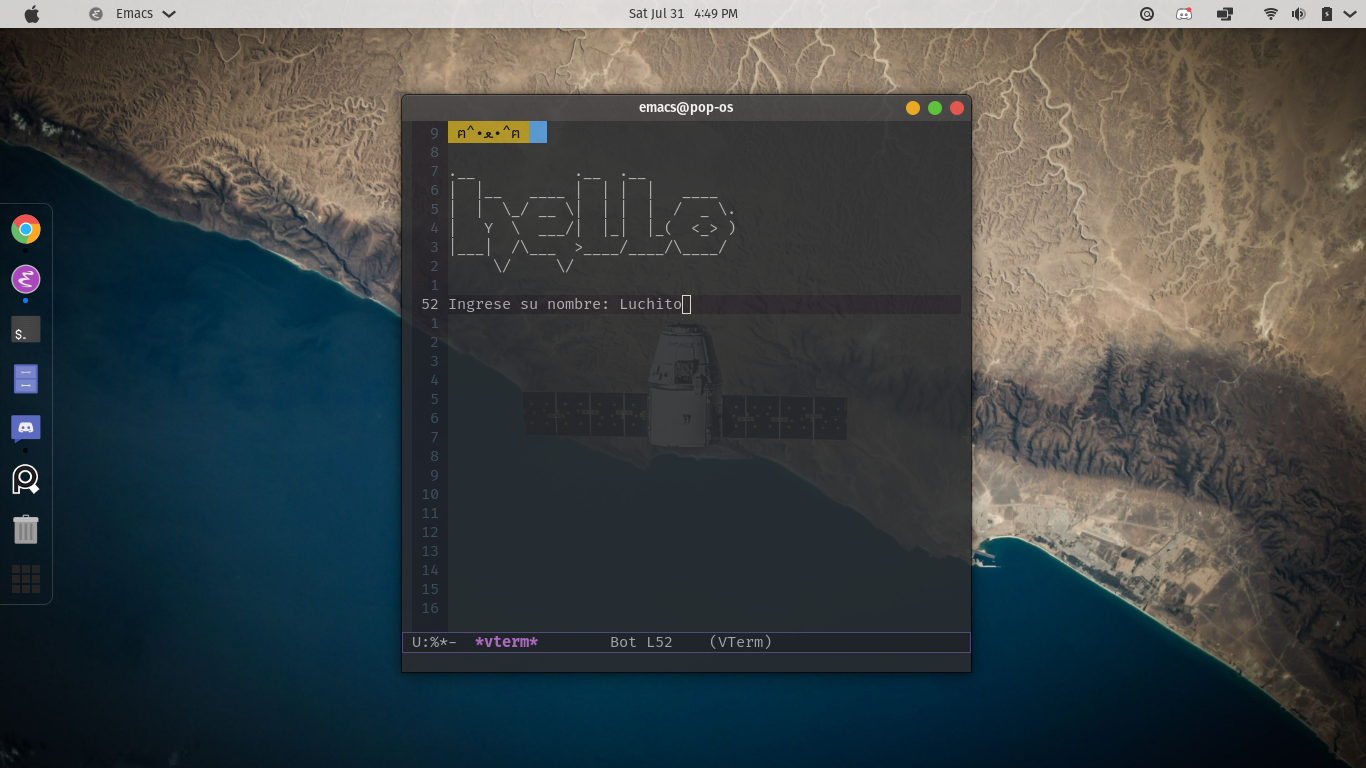 Emacs
Sat Jul 31 4:49 PM
emacs@pop-os
9 ฅ^•ﻌ•^ฅ
8
7 .__           .__  .__
6 |  |__   ____ |  | |  |   ____
5 |  |  \_/ __ \|  | |  |  /  _ \.
4 |   Y  \  ___/|  |_|  |_(  <_> )
3 |___|  /\___  >____/____/\____/
2      \/     \/
1
52 Ingrese su nombre: Luchito
1
2
3
4
5
6
7
8
9
10
11
12
13
14
15
16
$.
U:%*- *vterm* Bot L52 (VTerm)